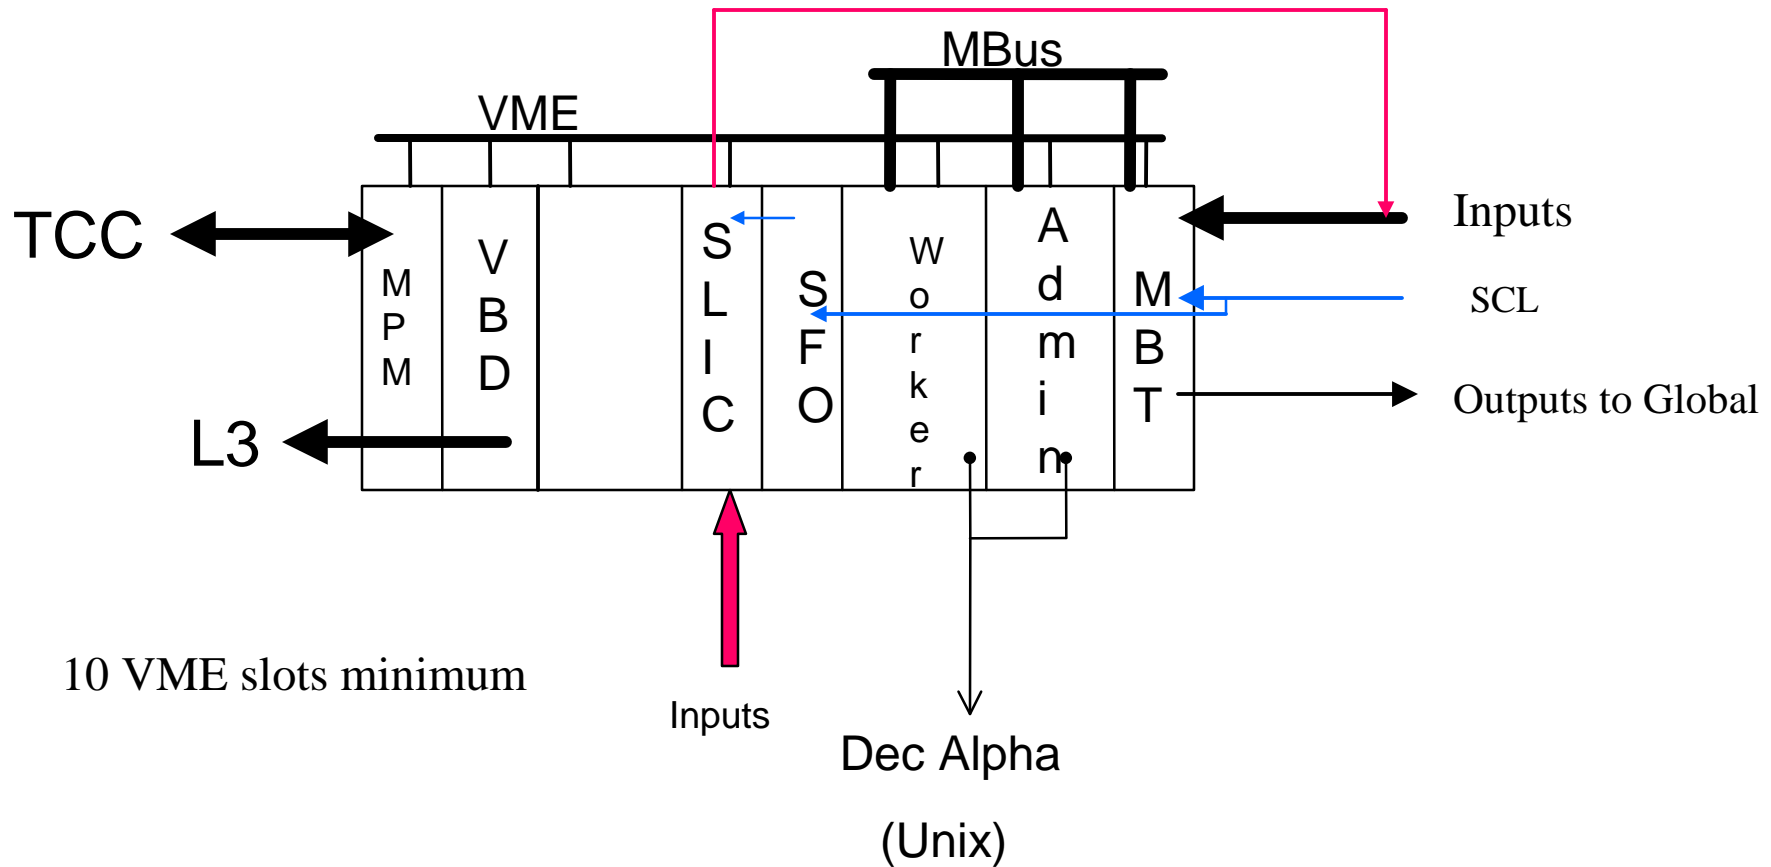 MBus
VME
TCC
Inputs
MPM
VBD
SLIC
SFO
Worker
Admin
MBT
SCL
Outputs to Global
L3
10 VME slots minimum
Inputs
Dec Alpha
(Unix)